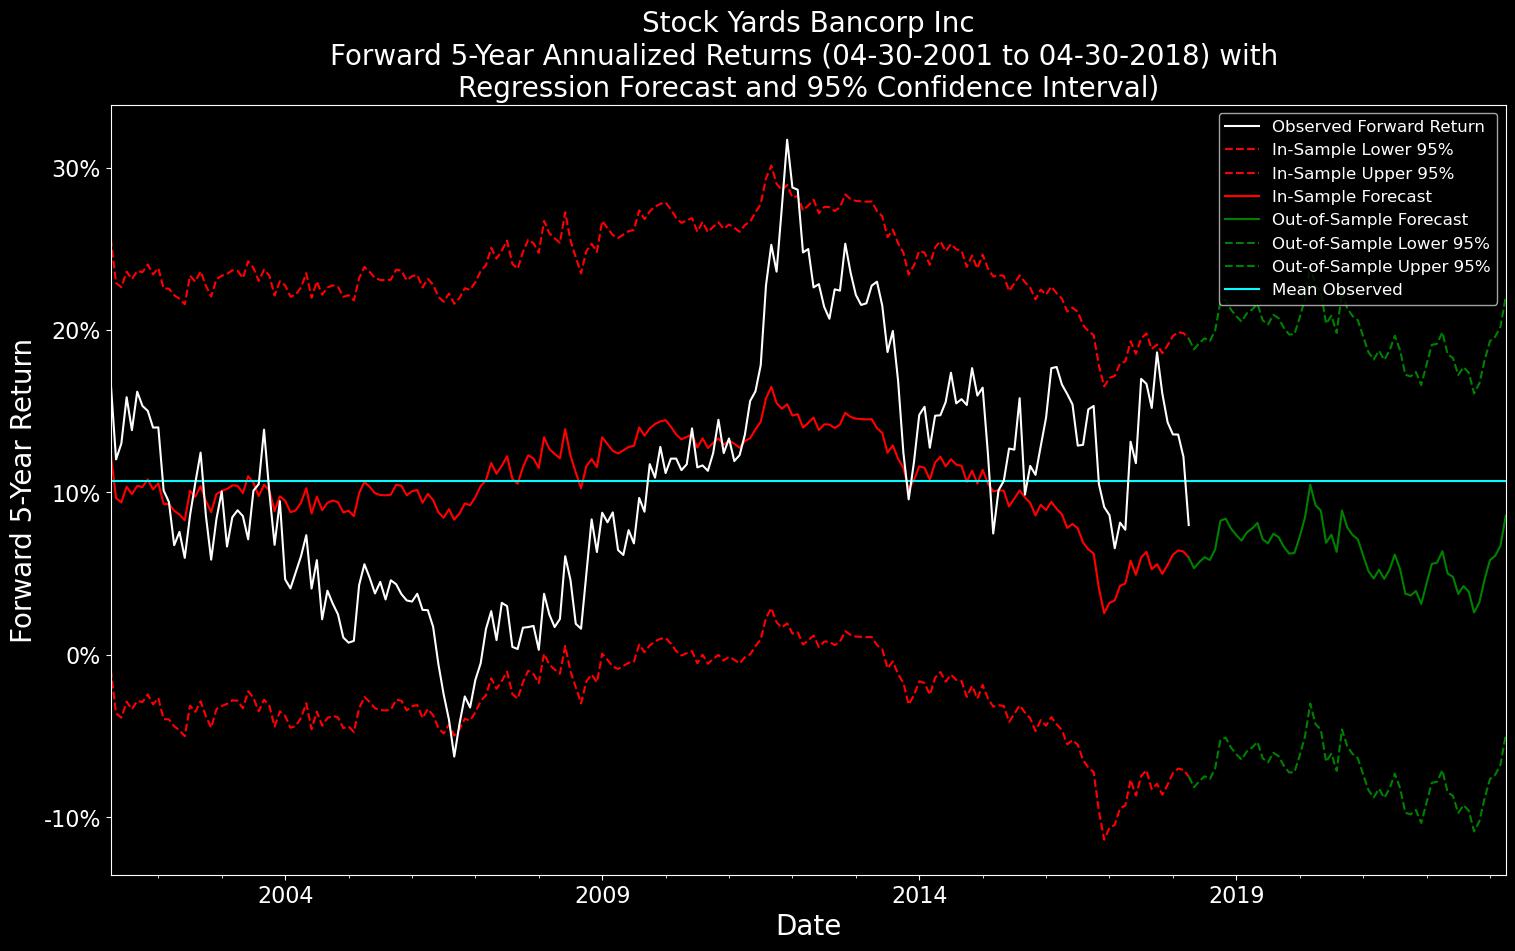 Stock Yards Bancorp Inc
Forward 5-Year Annualized Returns (04-30-2001 to 04-30-2018) with
Regression Forecast and 95% Confidence Interval)
Forward 5-Year Return
30%
20%
10%
0%
-10%
Observed Forward Return
In-Sample Lower 95%
In-Sample Upper 95%
In-Sample Forecast
Out-of-Sample Forecast
Out-of-Sample Lower 95%
Out-of-Sample Upper 95%
Mean Observed
2004
2009
2014
2019
Date